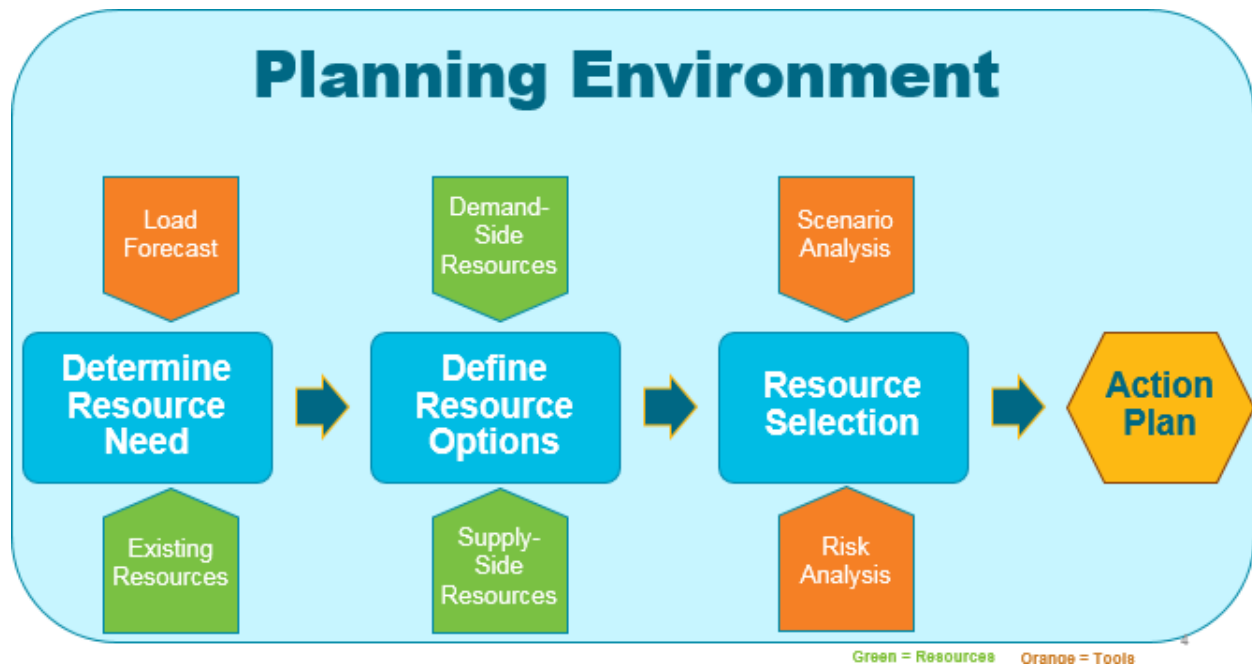 Planning Environment
Load
Forecast
Demand-
Side
Resources
Scenario
Analysis
Determine
Resource
Need
Define
Resource
Options
Resource
Selection
Action
Plan
Existing
Resources
Supply-
Side
Resources
Risk
Analysis
4
Green = Resources Orange = Tools